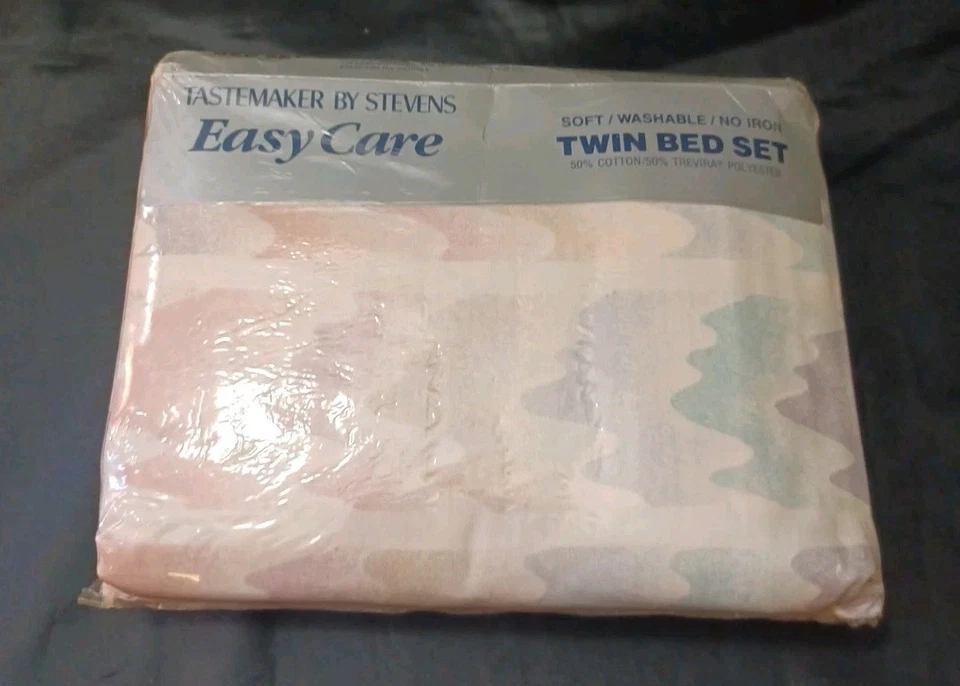 TASTEMAKER BY STEVENS
Easy Care
SOFT / WASHABLE / NO IRON
TWIN BED SET
50% COTTON/50% TREVIRA® POLYESTER